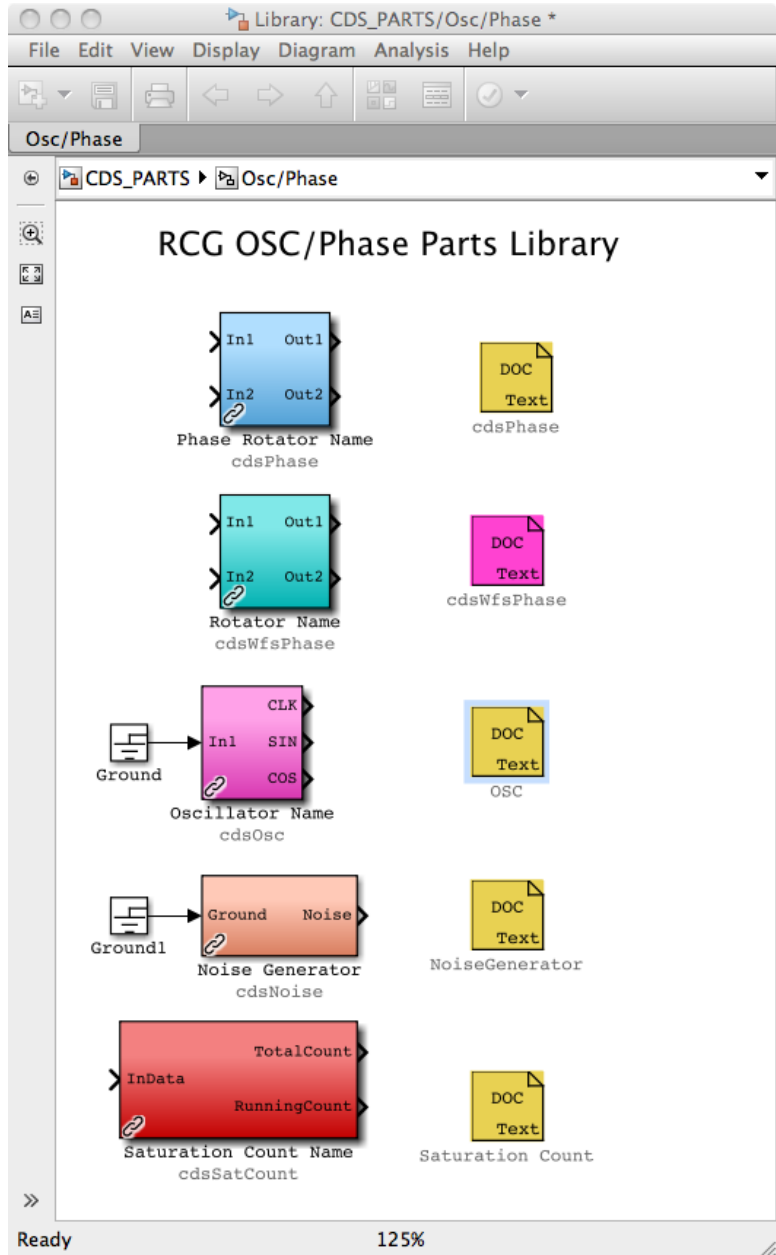 Library: CDS_PARTS/Osc/Phase *
File Edit View Display Diagram Analysis Help
Osc/Phase
CDS_PARTS Osc/Phase
RCG OSC/Phase Parts Library
In1 Out1
In2 Out2
Phase Rotator Name
cdsPhase
DOC
Text
cdsPhase
In1 Out1
In2 Out2
Rotator Name
cdsWfsPhase
DOC
Text
cdsWfsPhase
Ground
CLK
In1 SIN
COS
Oscillator Name
cdsOsc
DOC
Text
OSC
Ground1
Ground Noise
Noise Generator
cdsNoise
DOC
Text
NoiseGenerator
TotalCount
InData
RunningCount
Saturation Count Name
cdsSatCount
DOC
Text
Saturation Count
Ready 125%